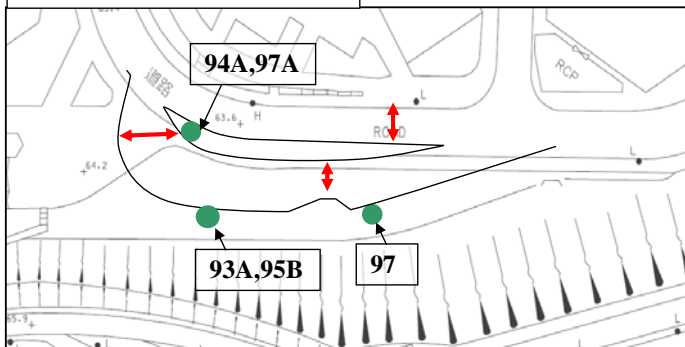 94A,97A
道路
63.6
H
L
ROAD
RCP
64.2
L
93A,95B
97
65.9
L
L